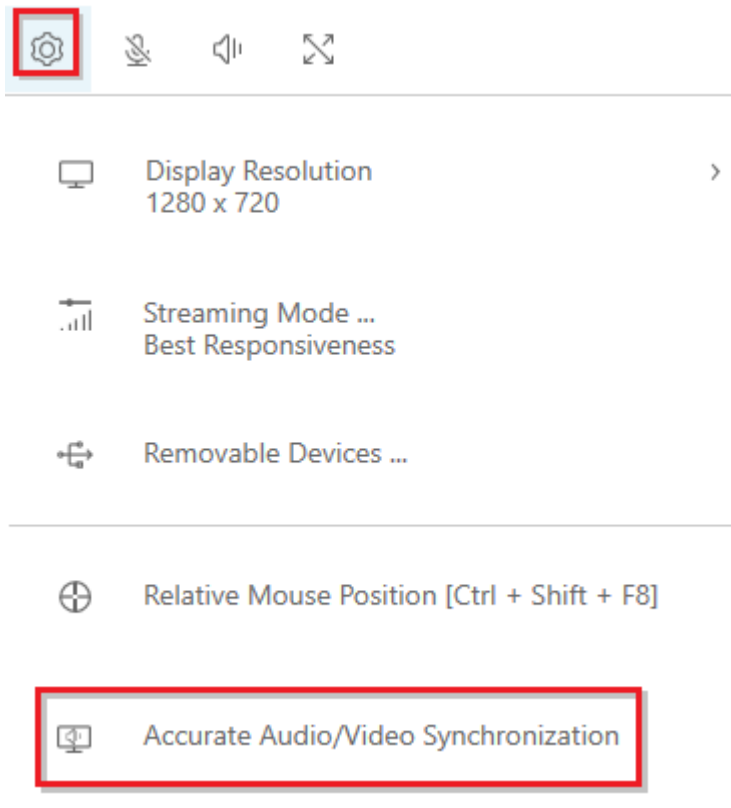 Display Resolution
1280 x 720
Streaming Mode ...
Best Responsiveness
Removable Devices ...
Relative Mouse Position [Ctrl + Shift + F8]
Accurate Audio/Video Synchronization